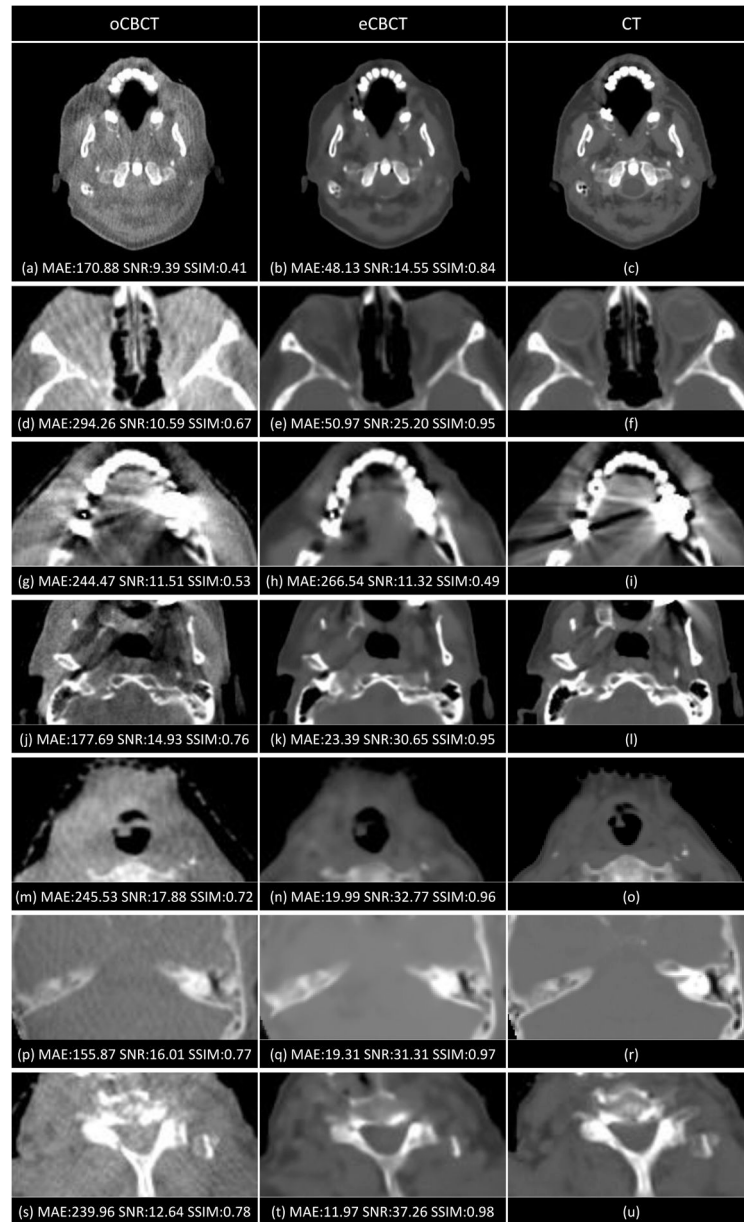 oCBCT eCBCT CT
(a) MAE:170.88 SNR:9.39 SSIM:0.41 (b) MAE:48.13 SNR:14.55 SSIM:0.84 (c)
(d) MAE:294.26 SNR:10.59 SSIM:0.67 (e) MAE:50.97 SNR:25.20 SSIM:0.95 (f)
(g) MAE:244.47 SNR:11.51 SSIM:0.53 (h) MAE:266.54 SNR:11.32 SSIM:0.49 (i)
(j) MAE:177.69 SNR:14.93 SSIM:0.76 (k) MAE:23.39 SNR:30.65 SSIM:0.95 (l)
(m) MAE:245.53 SNR:17.88 SSIM:0.72 (n) MAE:19.99 SNR:32.77 SSIM:0.96 (o)
(p) MAE:155.87 SNR:16.01 SSIM:0.77 (q) MAE:19.31 SNR:31.31 SSIM:0.97 (r)
(s) MAE:239.96 SNR:12.64 SSIM:0.78 (t) MAE:11.97 SNR:37.26 SSIM:0.98 (u)